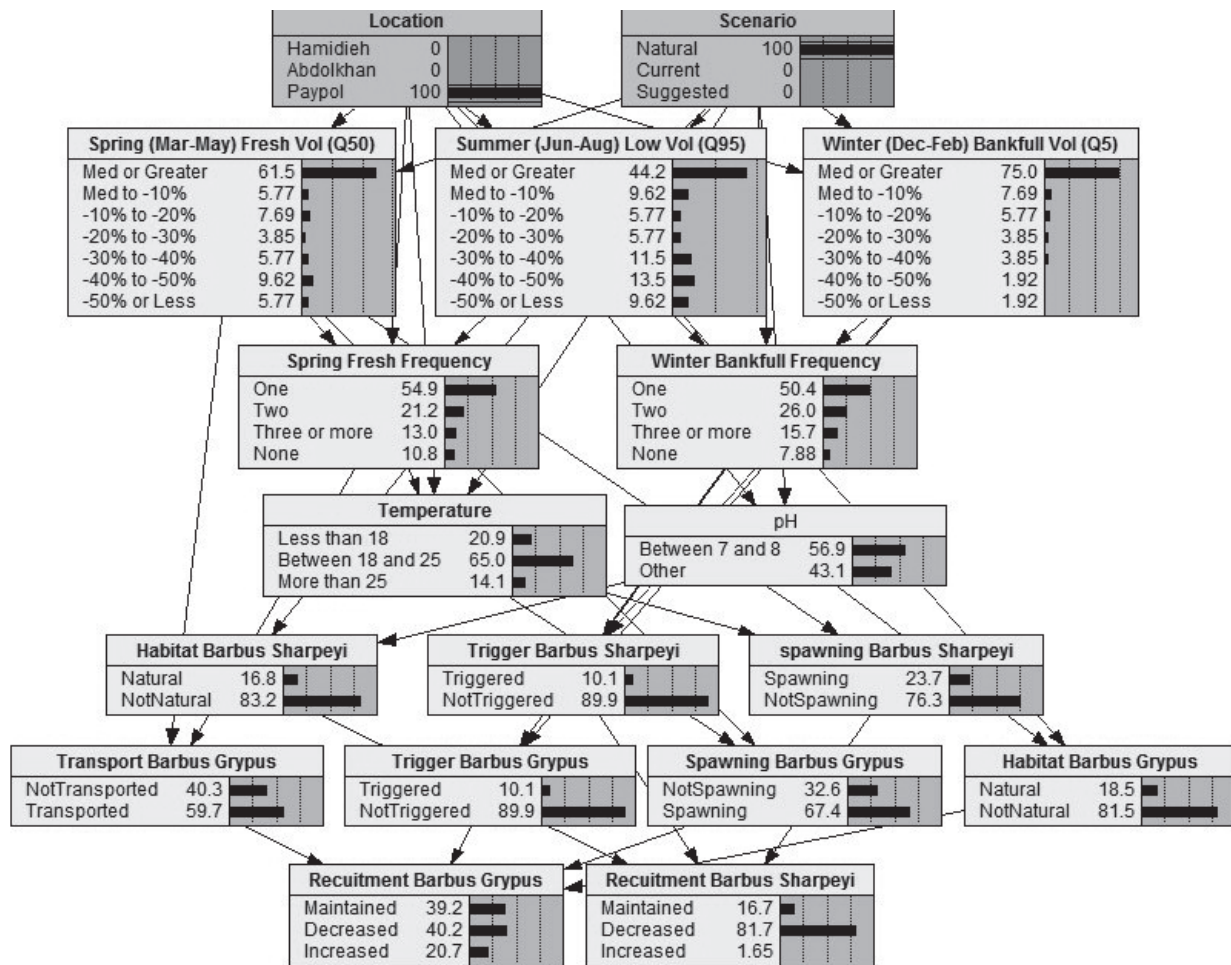 Location
Hamidieh 0
Abdolkhan 0
Paypol 100
Scenario
Natural 100
Current 0
Suggested 0
Spring (Mar-May) Fresh Vol (Q50)
Med or Greater 61.5
Med to -10% 5.77
-10% to -20% 7.69
-20% to -30% 3.85
-30% to -40% 5.77
-40% to -50% 9.62
-50% or Less 5.77
Summer (Jun-Aug) Low Vol (Q95)
Med or Greater 44.2
Med to -10% 9.62
-10% to -20% 5.77
-20% to -30% 5.77
-30% to -40% 11.5
-40% to -50% 13.5
-50% or Less 9.62
Winter (Dec-Feb) Bankfull Vol (Q5)
Med or Greater 75.0
Med to -10% 7.69
-10% to -20% 5.77
-20% to -30% 3.85
-30% to -40% 3.85
-40% to -50% 1.92
-50% or Less 1.92
Spring Fresh Frequency
One 54.9
Two 21.2
Three or more 13.0
None 10.8
Winter Bankfull Frequency
One 50.4
Two 26.0
Three or more 15.7
None 7.88
Temperature
Less than 18 20.9
Between 18 and 25 65.0
More than 25 14.1
pH
Between 7 and 8 56.9
Other 43.1
Habitat Barbus Sharpeyi
Natural 16.8
NotNatural 83.2
Trigger Barbus Sharpeyi
Triggered 10.1
NotTriggered 89.9
spawning Barbus Sharpeyi
Spawning 23.7
NotSpawning 76.3
Transport Barbus Grypus
NotTransported 40.3
Transported 59.7
Trigger Barbus Grypus
Triggered 10.1
NotTriggered 89.9
Spawning Barbus Grypus
NotSpawning 32.6
Spawning 67.4
Habitat Barbus Grypus
Natural 18.5
NotNatural 81.5
Recuitment Barbus Grypus
Maintained 39.2
Decreased 40.2
Increased 20.7
Recuitment Barbus Sharpeyi
Maintained 16.7
Decreased 81.7
Increased 1.65